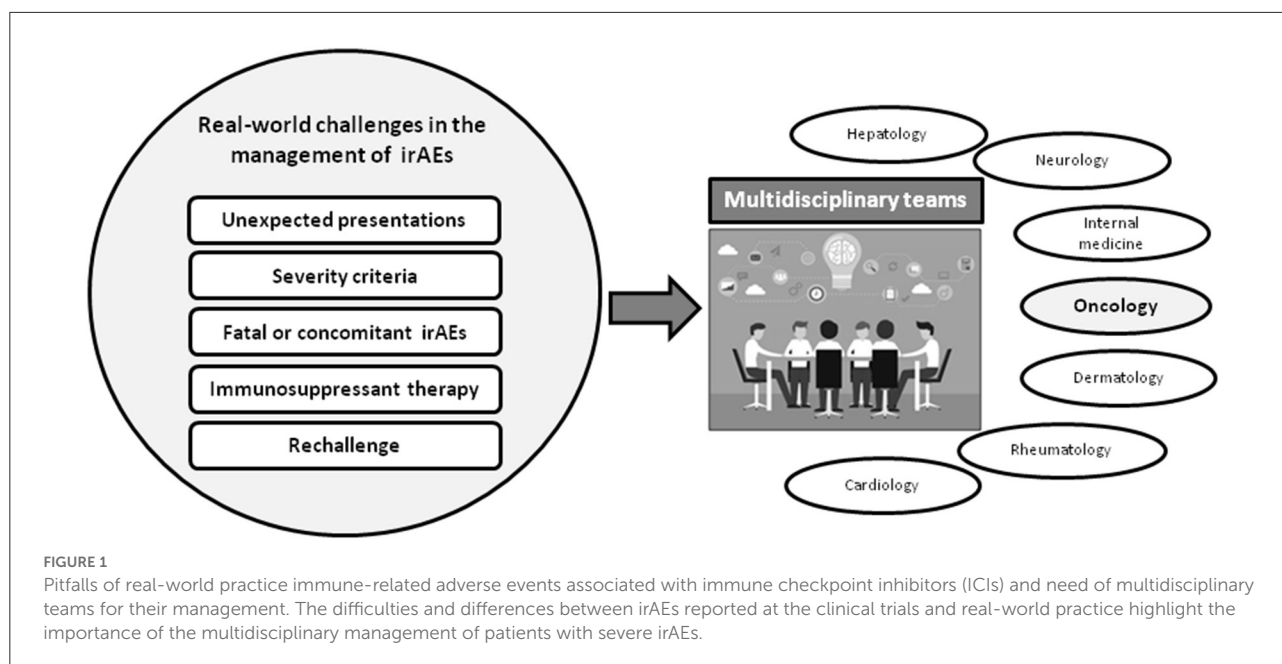 Real-world challenges in the
management of irAEs
Unexpected presentations
Severity criteria
Fatal or concomitant irAEs
Immunosuppressant therapy
Rechallenge
Multidisciplinary teams
Hepatology
Neurology
Internal
medicine
Oncology
Dermatology
Rheumatology
Cardiology
FIGURE 1
Pitfalls of real-world practice immune-related adverse events associated with immune checkpoint inhibitors (ICIs) and need of multidisciplinary
teams for their management. The difficulties and differences between irAEs reported at the clinical trials and real-world practice highlight the
importance of the multidisciplinary management of patients with severe irAEs.